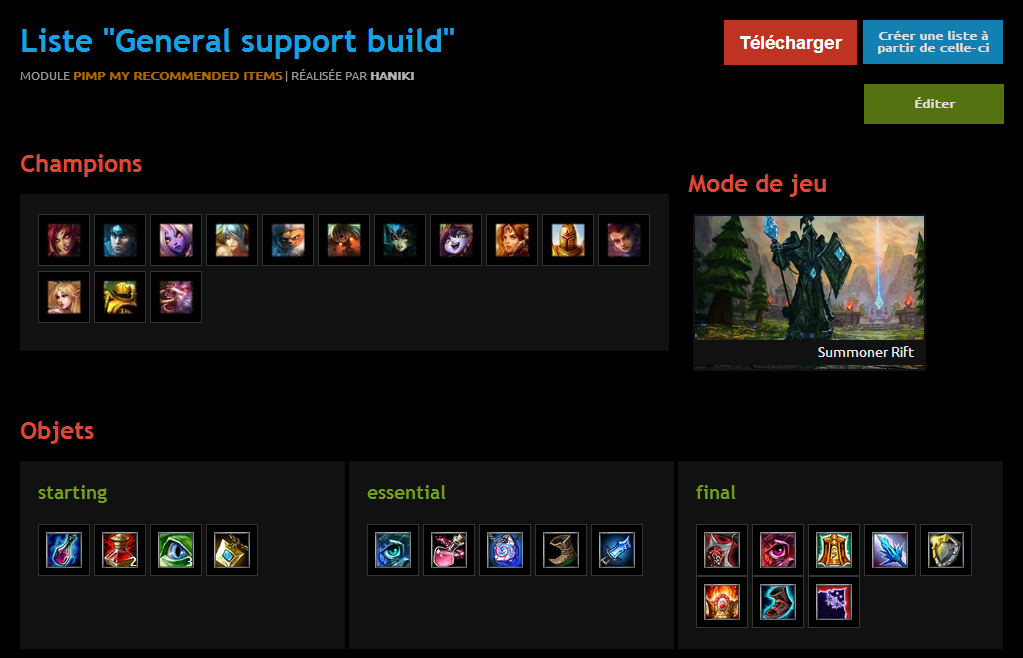 Liste "General support build"
MODULE PIMP MY RECOMMENDED ITEMS | RÉALISÉE PAR HANIKI
Télécharger
Créer une liste à
partir de celle-ci
Éditer
Champions
Mode de jeu
Summoner Rift
Objets
starting
2
3
essential
final